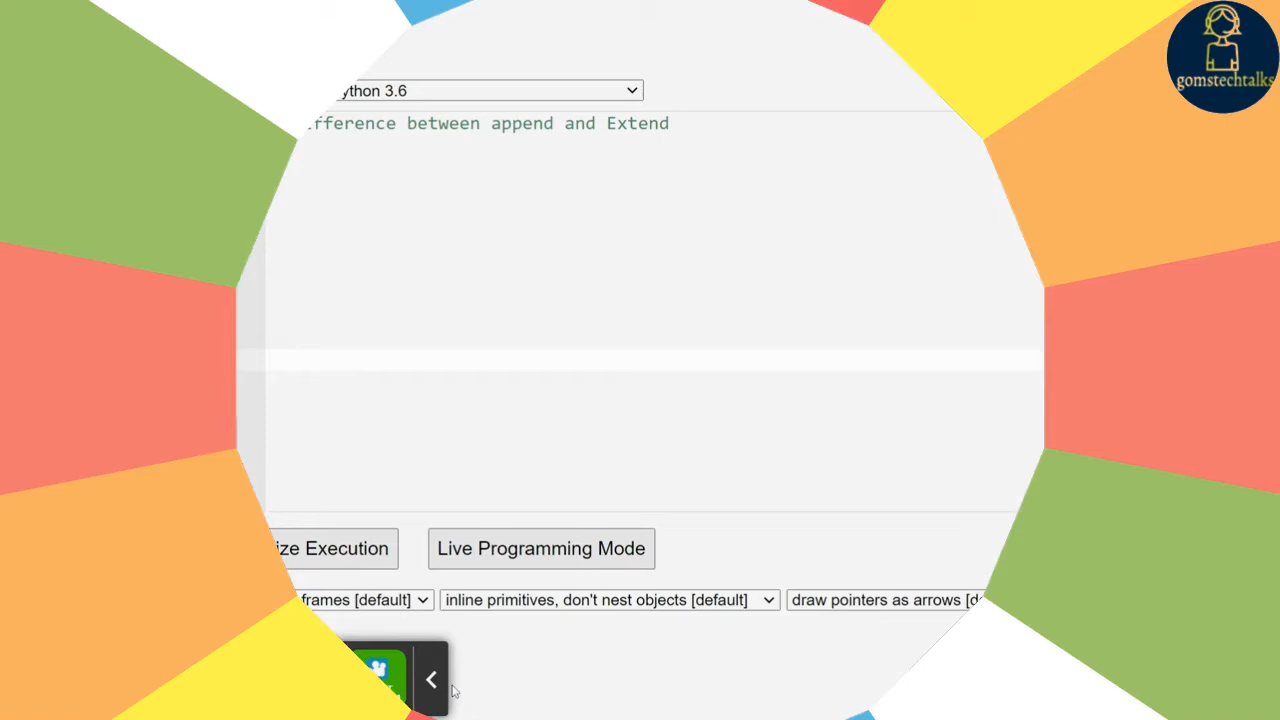 gomstechtalks
ython 3.6
fference between append and Extend
ize Execution
Live Programming Mode
frames [default]
inline primitives, don't nest objects [default]
draw pointers as arrows [d